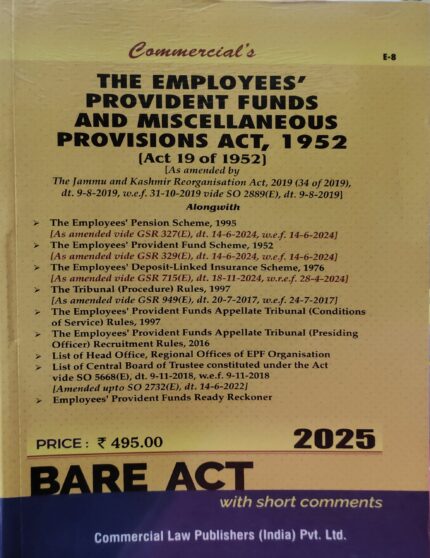 Commercial's
E-8
THE EMPLOYEES'
PROVIDENT FUNDS
AND MISCELLANEOUS
PROVISIONS ACT, 1952
[Act 19 of 1952]
[As amended by
The Jammu and Kashmir Reorganisation Act, 2019 (34 of 2019),
dt. 9-8-2019, w.e.f. 31-10-2019 vide SO 2889(E), dt. 9-8-2019]
Alongwith
➢ The Employees' Pension Scheme, 1995
[As amended vide GSR 327(E), dt. 14-6-2024, w.e.f. 14-6-2024]
➢ The Employees' Provident Fund Scheme, 1952
[As amended vide GSR 329(E), dt. 14-6-2024, w.e.f. 14-6-2024]
➢ The Employees' Deposit-Linked Insurance Scheme, 1976
[As amended vide GSR 715(E), dt. 18-11-2024, w.e.f. 28-4-2024]
➢ The Tribunal (Procedure) Rules, 1997
[As amended vide GSR 949(E), dt. 20-7-2017, w.e.f. 24-7-2017]
➢ The Employees' Provident Funds Appellate Tribunal (Conditions
of Service) Rules, 1997
➢ The Employees' Provident Funds Appellate Tribunal (Presiding
Officer) Recruitment Rules, 2016
➢ List of Head Office, Regional Offices of EPF Organisation
➢ List of Central Board of Trustee constituted under the Act
vide SO 5668(E), dt. 9-11-2018, w.e.f. 9-11-2018
[Amended upto SO 2732(E), dt. 14-6-2022]
➢ Employees' Provident Funds Ready Reckoner
PRICE : ₹ 495.00
2025
BARE ACT
with short comments
Commercial Law Publishers (India) Pvt. Ltd.